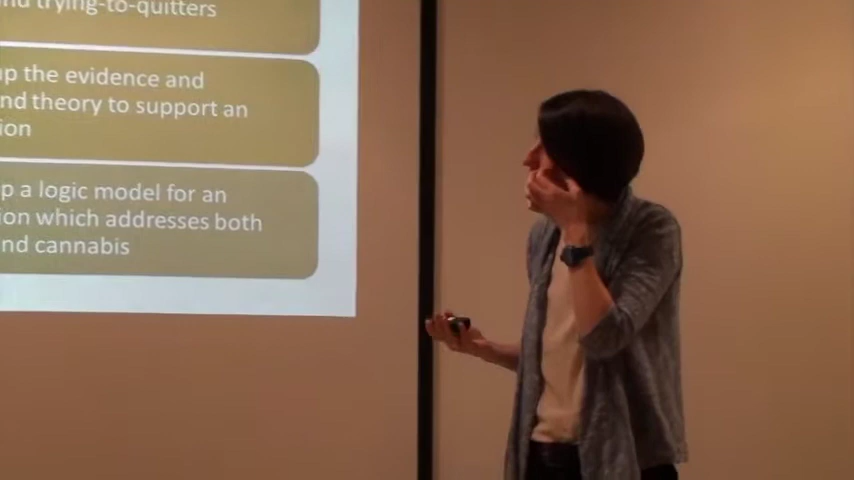 nd trying-to-quitters
p the evidence and
nd theory to support an
ion
p a logic model for an
ion which addresses both
nd cannabis